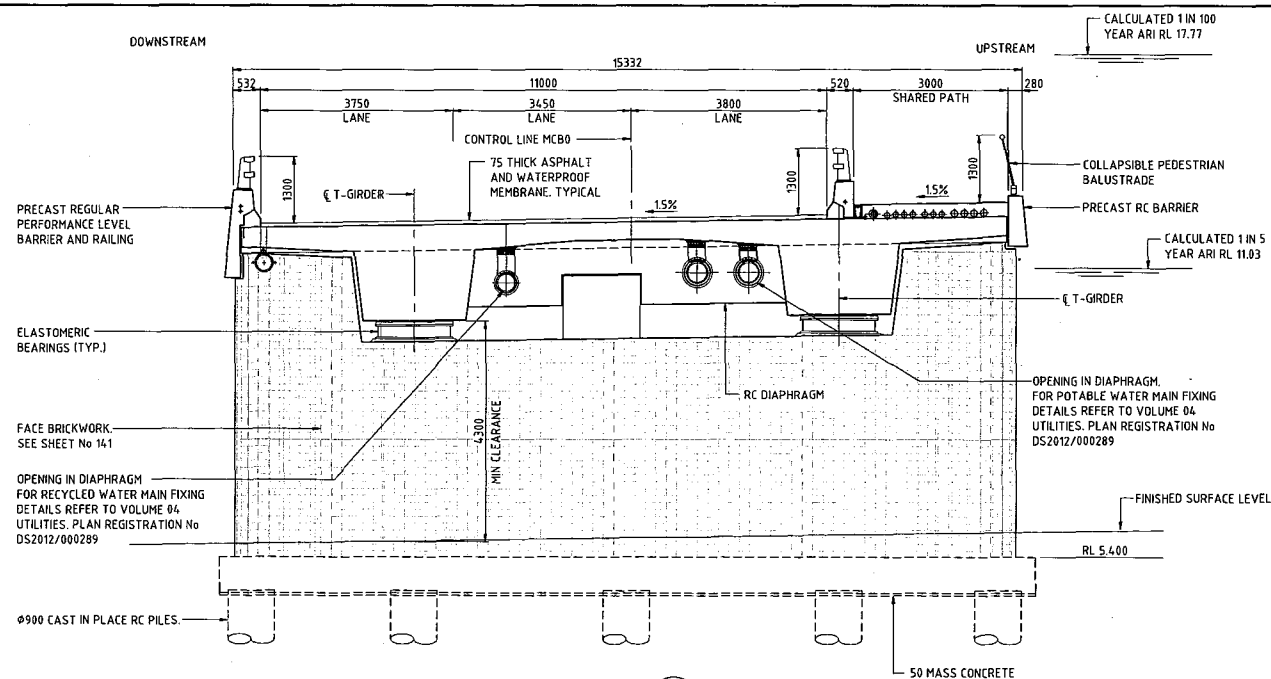 CALCULATED 1 IN 100
YEAR ARI RL 17.77
DOWNSTREAM
UPSTREAM
15332
532
11000
520
3000
280
SHARED PATH
3750
LANE
3450
LANE
3800
LANE
CONTROL LINE MCB0
75 THICK ASPHALT
AND WATERPROOF
MEMBRANE. TYPICAL
1300
1300
1300
℄ T-GIRDER
COLLAPSIBLE PEDESTRIAN
BALUSTRADE
1.5%
1.5%
PRECAST REGULAR
PERFORMANCE LEVEL
BARRIER AND RAILING
PRECAST RC BARRIER
CALCULATED 1 IN 5
YEAR ARI RL 11.03
℄ T-GIRDER
ELASTOMERIC
BEARINGS (TYP.)
RC DIAPHRAGM
OPENING IN DIAPHRAGM.
FOR POTABLE WATER MAIN FIXING
DETAILS REFER TO VOLUME 04
UTILITIES. PLAN REGISTRATION No
DS2012/000289
4300
MIN CLEARANCE
FACE BRICKWORK.
SEE SHEET No 141
OPENING IN DIAPHRAGM
FOR RECYCLED WATER MAIN FIXING
DETAILS REFER TO VOLUME 04
UTILITIES. PLAN REGISTRATION No
DS2012/000289
FINISHED SURFACE LEVEL
RL 5.400
Φ900 CAST IN PLACE RC PILES.
50 MASS CONCRETE